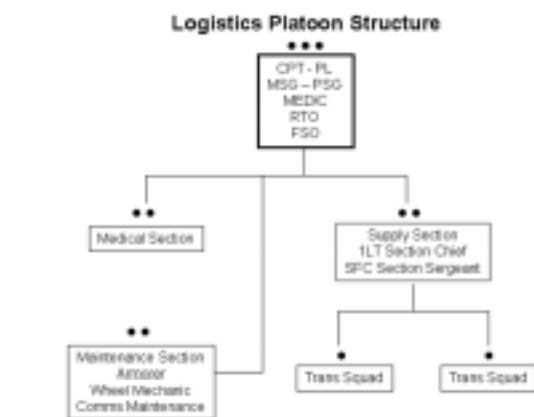 Logistics Platoon Structure
CPT - PL
MSG – PSG
MEDIC
RTO
FSO
Medical Section
Supply Section
1LT Section Chief
SFC Section Sergeant
Maintenance Section
Armorer
Wheel Mechanic
Comms Maintenance
Trans Squad
Trans Squad